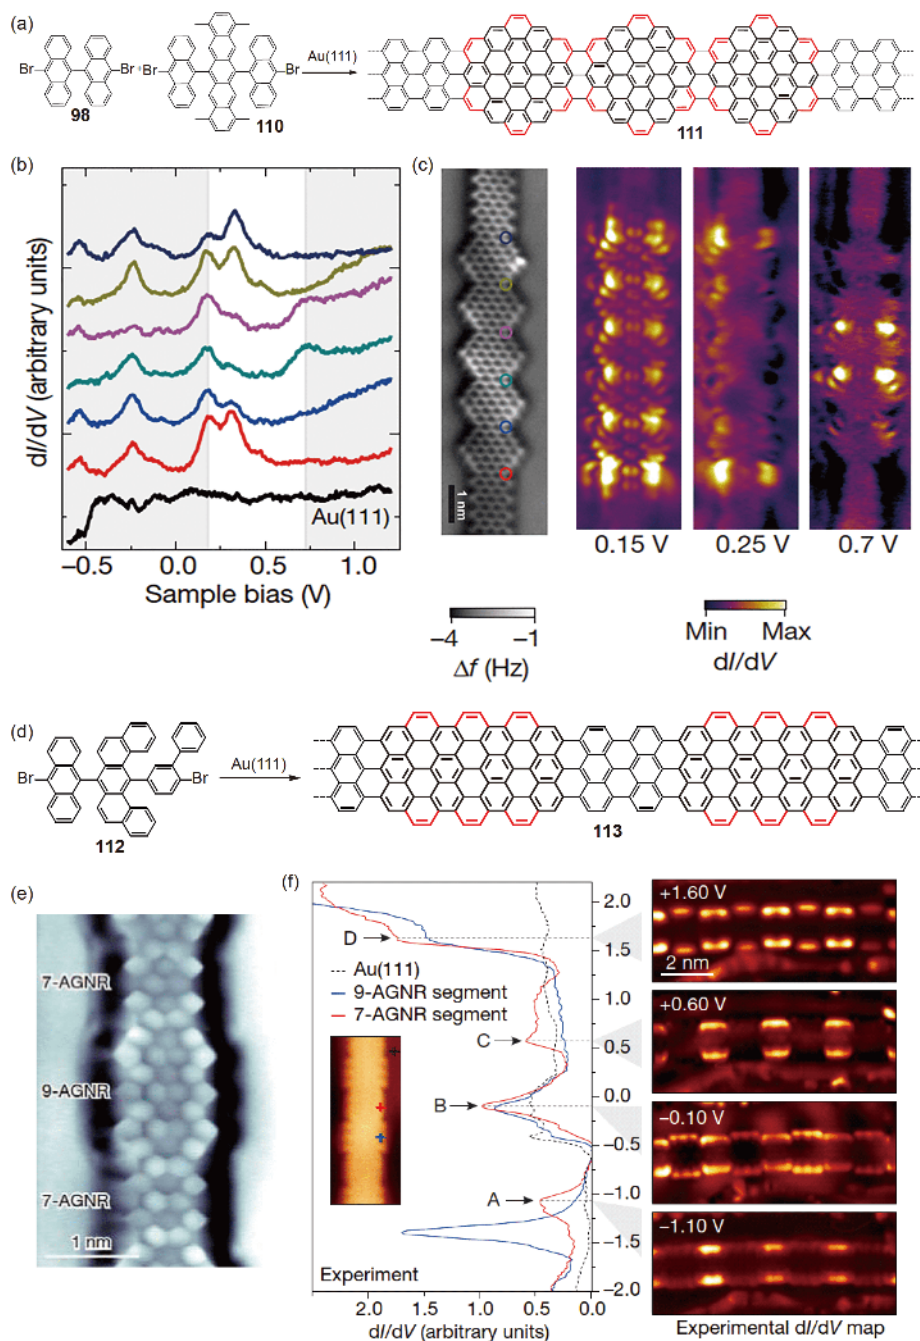 (a)
Br
Br
+
Br
Br
Au(111)
98
110
111
(b)
dI/dV (arbitrary units)
Au(111)
−0.5
0.0
0.5
1.0
Sample bias (V)
(c)
1 nm
0.15 V
0.25 V
0.7 V
−4
−1
Δf (Hz)
Min
Max
dI/dV
(d)
Br
Br
Au(111)
112
113
(e)
7-AGNR
9-AGNR
7-AGNR
1 nm
(f)
D
C
B
A
Au(111)
9-AGNR segment
7-AGNR segment
Experiment
2.0
1.5
1.0
0.5
0.0
−0.5
−1.0
−1.5
−2.0
2.0
1.5
1.0
0.5
0.0
dI/dV (arbitrary units)
+1.60 V
2 nm
+0.60 V
−0.10 V
−1.10 V
Experimental dI/dV map